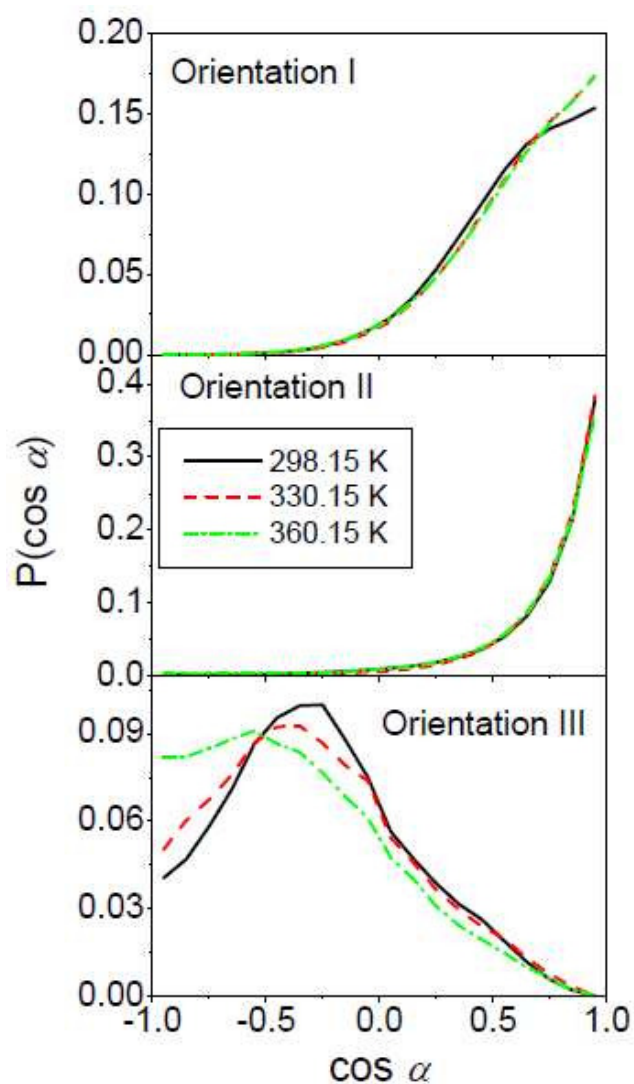 0.20
Orientation I
0.15
0.10
0.05
0.00
0.4
Orientation II
0.3
298.15 K
330.15 K
0.2
360.15 K
0.1
0.0
P(cos α)
Orientation III
0.09
0.06
0.03
0.00
-1.0 -0.5 0.0 0.5 1.0
cos α